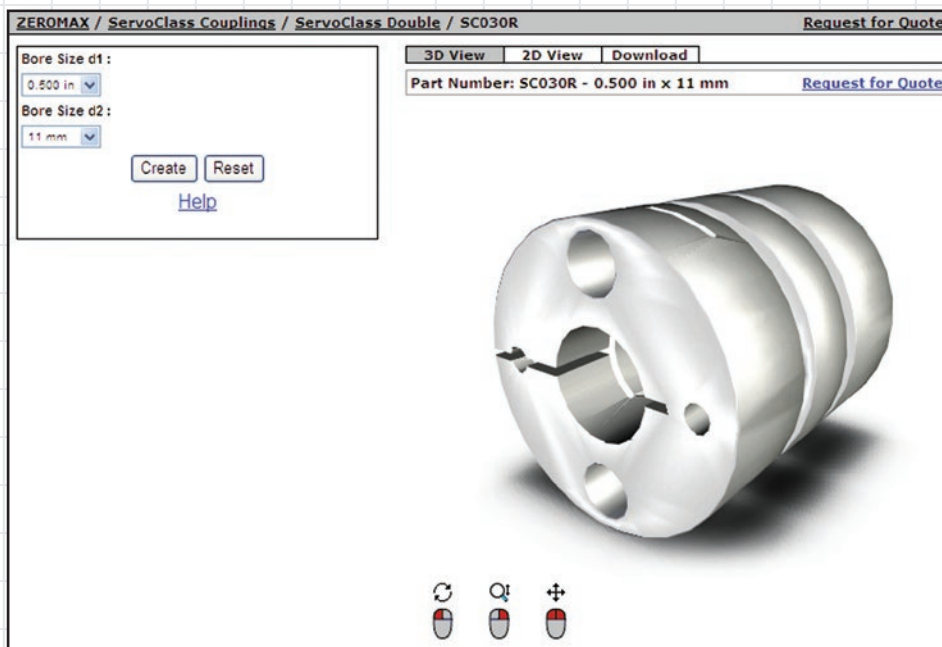 ZEROMAX / ServoClass Couplings / ServoClass Double / SC030R
Request for Quote
Bore Size d1 :
0.500 in
Bore Size d2 :
11 mm
Create
Reset
Help
3D View
2D View
Download
Part Number: SC030R - 0.500 in x 11 mm
Request for Quote